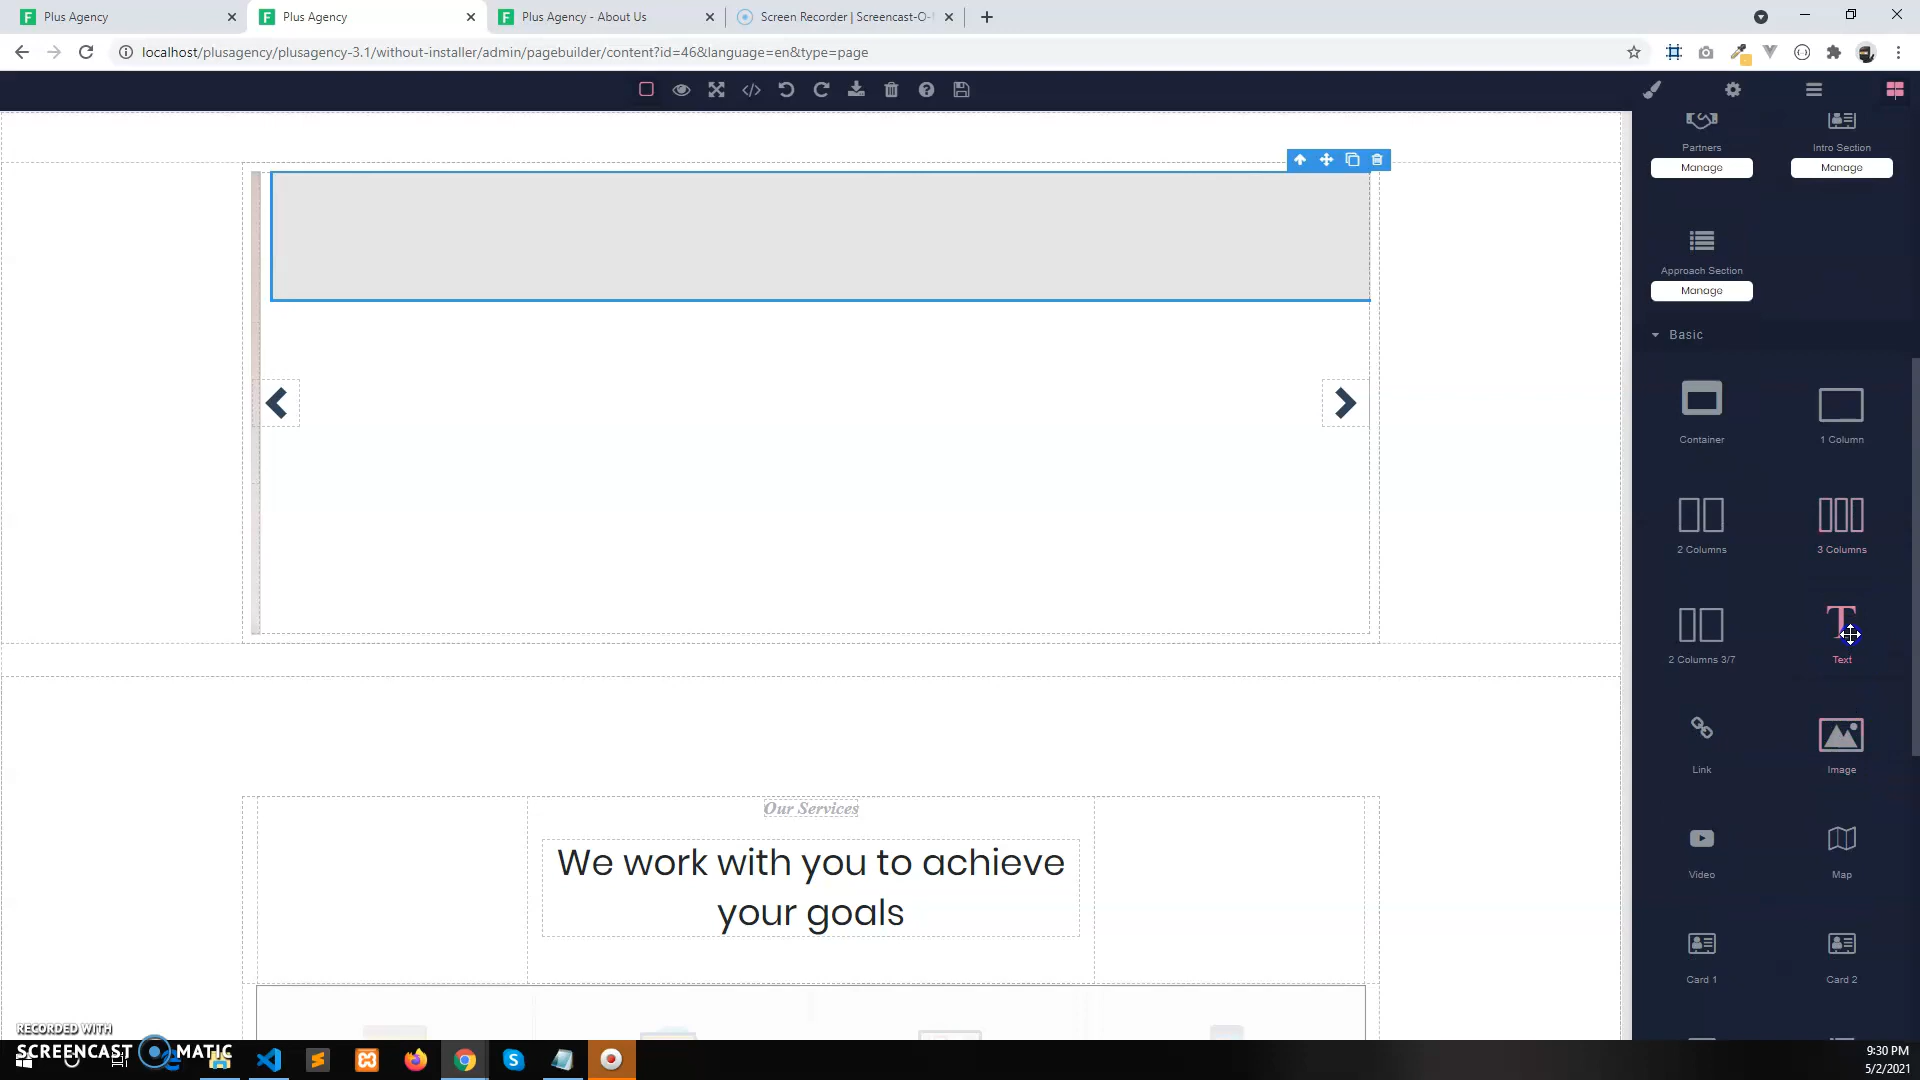 Plus Agency
Plus Agency
Plus Agency - About Us
Screen Recorder | Screencast-O-
localhost/plusagency/plusagency-3.1/without-installer/admin/pagebuilder/content?id=46&language=en&type=page
Partners
Intro Section
Manage
Manage
Approach Section
Manage
Basic
Container
1 Column
2 Columns
3 Columns
2 Columns 3/7
T
Text
Link
Image
Video
Map
Card 1
Card 2
Our Services
We work with you to achieve
your goals
RECORDED WITH
SCREENCAST MATIC
9:30 PM
5/2/2021